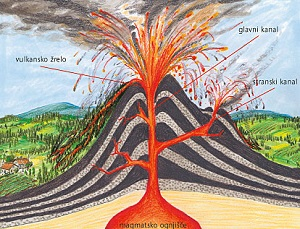 glavni kanal
vulkansko žrelo
stranski kanal
magmatsko ognjišče